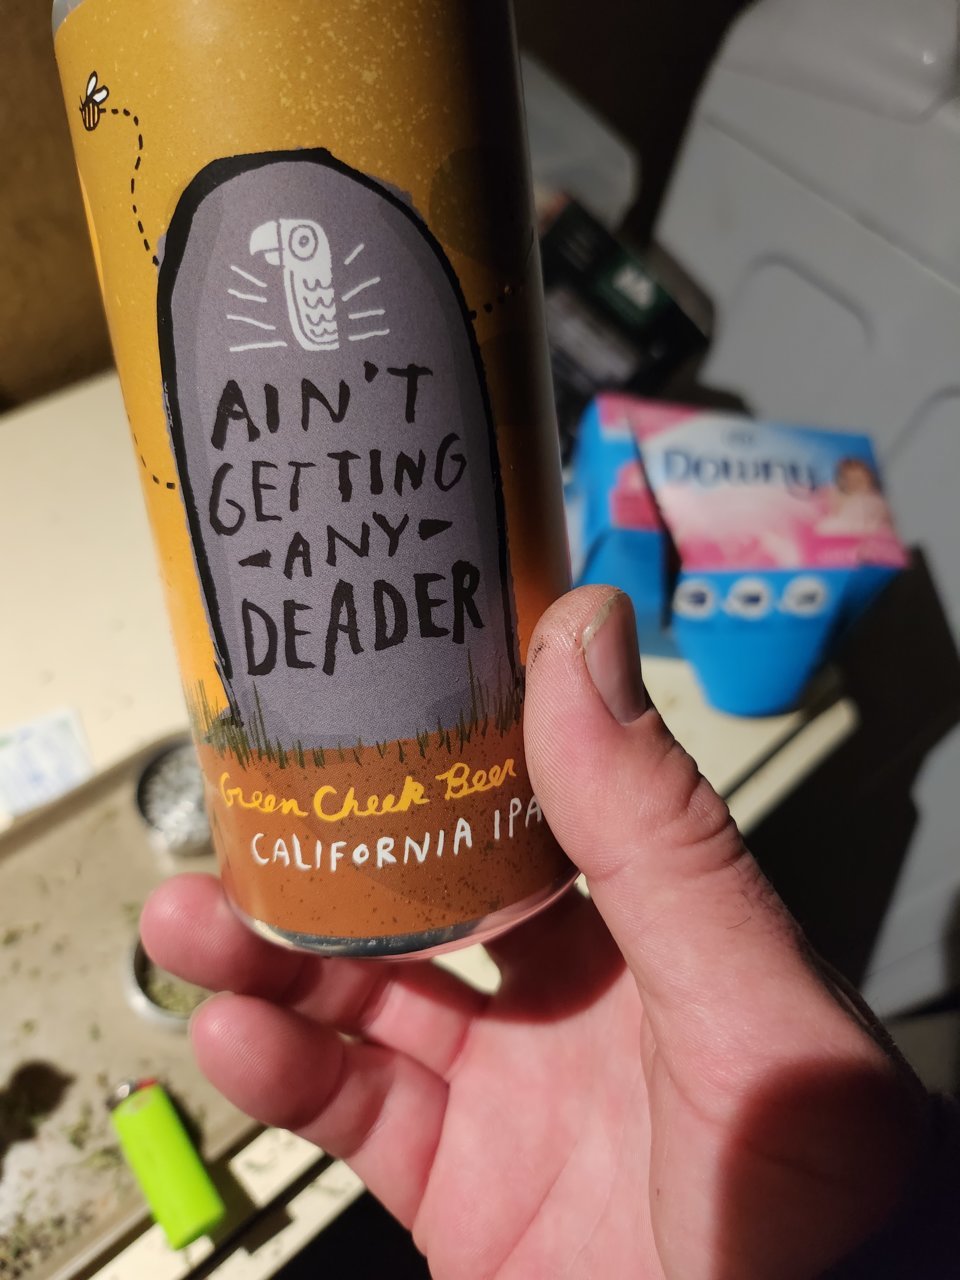 AIN'T
GETTING
- ANY -
DEADER
Green Cheek Beer
CALIFORNIA IPA
Downy